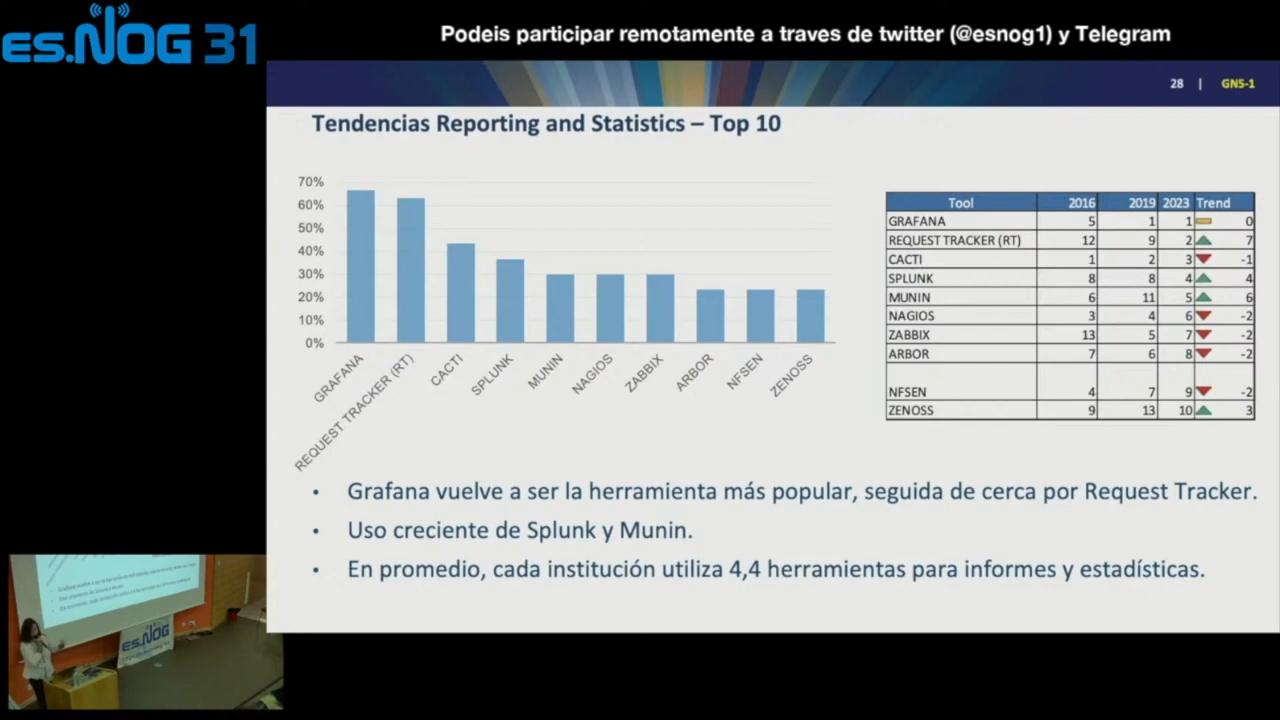 es.NOG 31
Podeis participar remotamente a traves de twitter (@esnog1) y Telegram
28 | GN5-1
Tendencias Reporting and Statistics – Top 10
70%
60%
50%
40%
30%
20%
10%
0%
GRAFANA
REQUEST TRACKER (RT)
CACTI
SPLUNK
MUNIN
NAGIOS
ZABBIX
ARBOR
NFSEN
ZENOSS
Tool 2016 2019 2023 Trend
GRAFANA 5 1 1 0
REQUEST TRACKER (RT) 12 9 2 7
CACTI 1 2 3 -1
SPLUNK 8 8 4 4
MUNIN 6 11 5 6
NAGIOS 3 4 6 -2
ZABBIX 13 5 7 -2
ARBOR 7 6 8 -2
NFSEN 4 7 9 -2
ZENOSS 9 13 10 3
• Grafana vuelve a ser la herramienta más popular, seguida de cerca por Request Tracker.
• Uso creciente de Splunk y Munin.
• En promedio, cada institución utiliza 4,4 herramientas para informes y estadísticas.
es.NOG